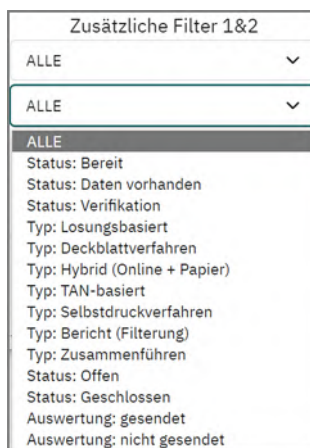 Zusätzliche Filter 1&2
ALLE
ALLE
ALLE
Status: Bereit
Status: Daten vorhanden
Status: Verifikation
Typ: Losungsbasiert
Typ: Deckblattverfahren
Typ: Hybrid (Online + Papier)
Typ: TAN-basiert
Typ: Selbstdruckverfahren
Typ: Bericht (Filterung)
Typ: Zusammenführen
Status: Offen
Status: Geschlossen
Auswertung: gesendet
Auswertung: nicht gesendet